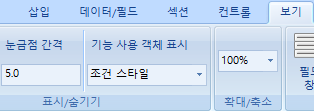 삽입 데이터/필드 섹션 컨트롤 보기
눈금점 간격 기능 사용 객체 표시
5.0 조건 스타일 100%
표시/숨기기 확대/축소